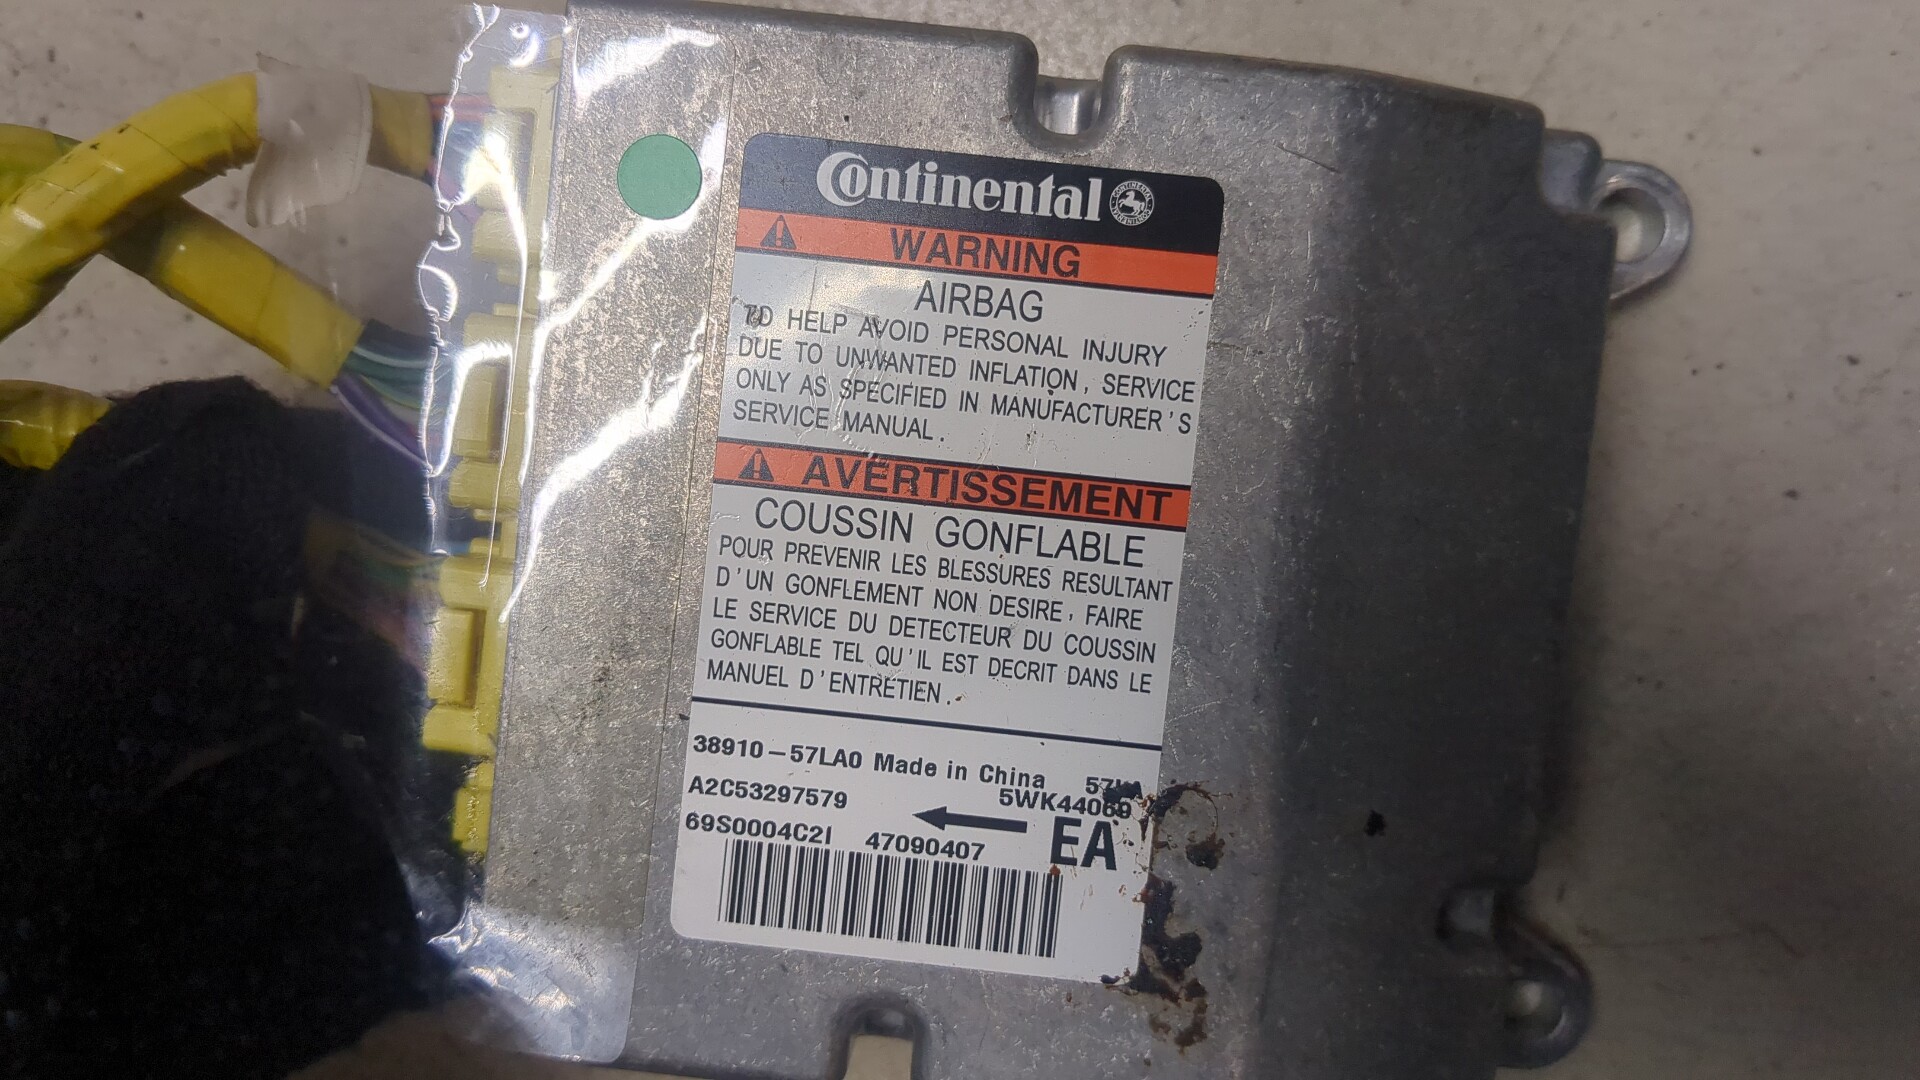 Continental
WARNING
AIRBAG
TO HELP AVOID PERSONAL INJURY
DUE TO UNWANTED INFLATION, SERVICE
ONLY AS SPECIFIED IN MANUFACTURER'S
SERVICE MANUAL.
AVERTISSEMENT
COUSSIN GONFLABLE
POUR PREVENIR LES BLESSURES RESULTANT
D'UN GONFLEMENT NON DESIRE, FAIRE
LE SERVICE DU DETECTEUR DU COUSSIN
GONFLABLE TEL QU'IL EST DECRIT DANS LE
MANUEL D'ENTRETIEN.
38910-57LA0 Made in China
A2C53297579 5WK44069
69S0004C2I 47090407 EA